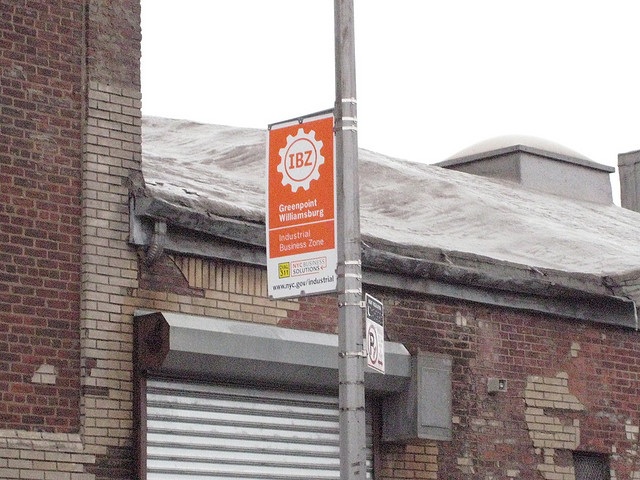 IBZ
Greenpoint
Williamsburg
Industrial
Business Zone
311
NYC BUSINESS
SOLUTIONS
www.nyc.gov/industrial
P